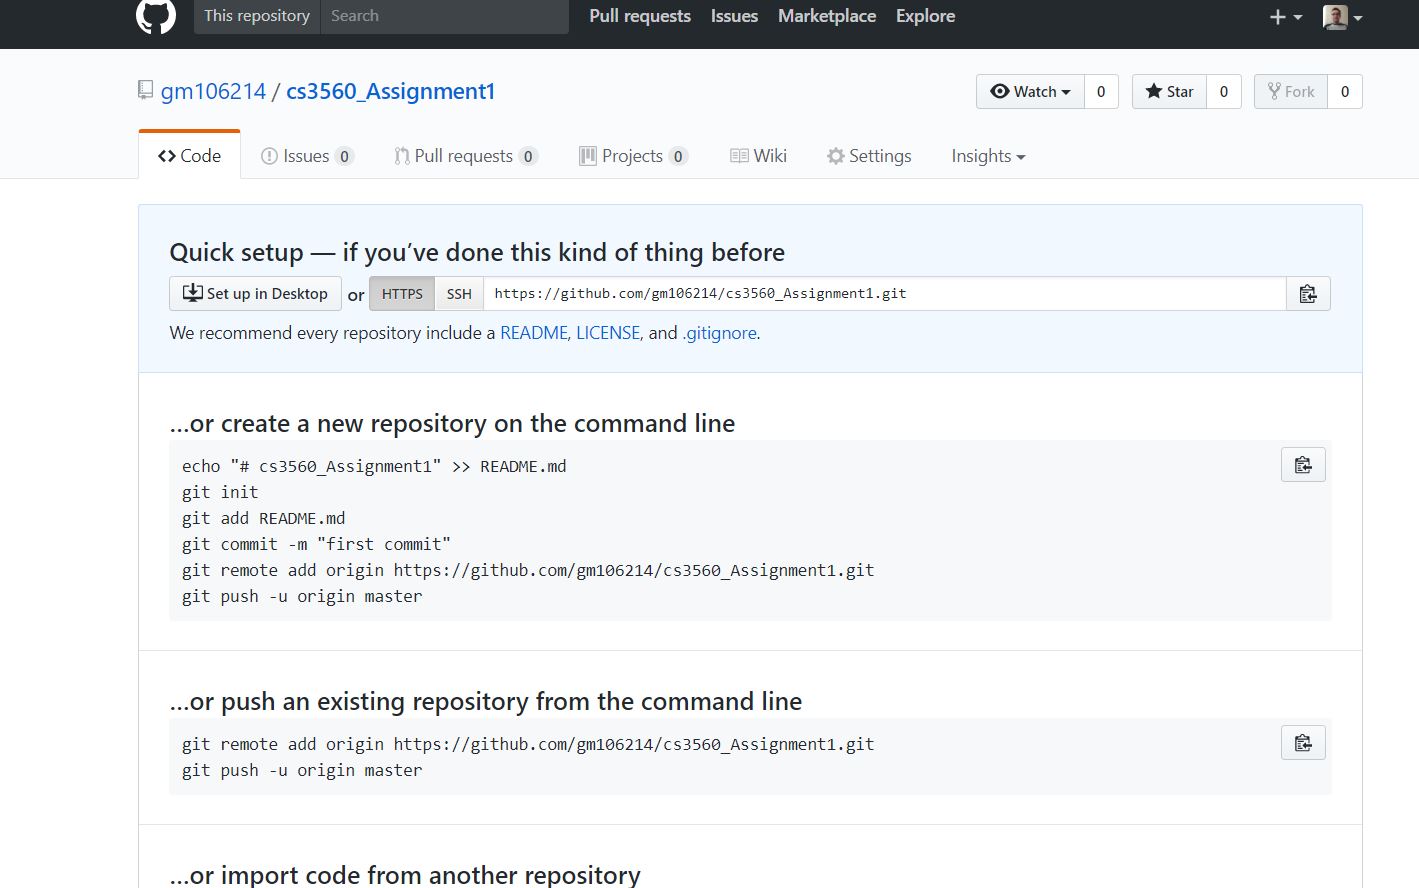 This repository Search Pull requests Issues Marketplace Explore
gm106214 / cs3560_Assignment1 Watch 0 Star 0 Fork 0
Code Issues 0 Pull requests 0 Projects 0 Wiki Settings Insights
Quick setup — if you’ve done this kind of thing before
Set up in Desktop or HTTPS SSH https://github.com/gm106214/cs3560_Assignment1.git
We recommend every repository include a README, LICENSE, and .gitignore.
…or create a new repository on the command line
echo "# cs3560_Assignment1" >> README.md
git init
git add README.md
git commit -m "first commit"
git remote add origin https://github.com/gm106214/cs3560_Assignment1.git
git push -u origin master
…or push an existing repository from the command line
git remote add origin https://github.com/gm106214/cs3560_Assignment1.git
git push -u origin master
…or import code from another repository